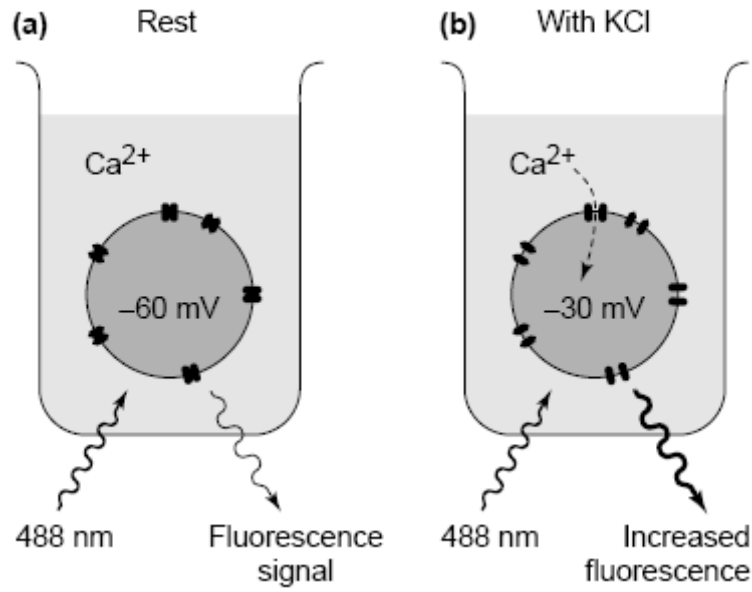 (a) Rest
Ca²⁺
–60 mV
488 nm
Fluorescence
signal
(b) With KCl
Ca²⁺
–30 mV
488 nm
Increased
fluorescence